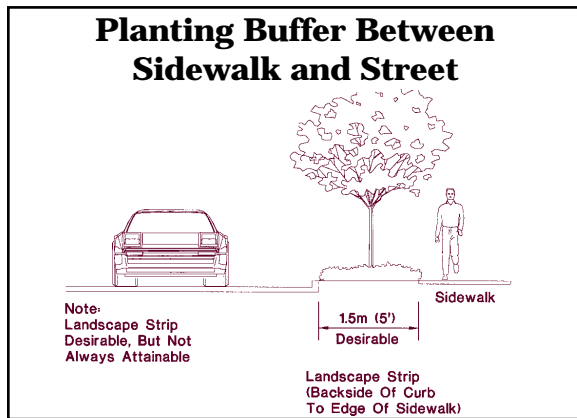 Planting Buffer Between
Sidewalk and Street
Sidewalk
Note:
Landscape Strip
Desirable, But Not
Always Attainable
1.5m (5')
Desirable
Landscape Strip
(Backside Of Curb
To Edge Of Sidewalk)